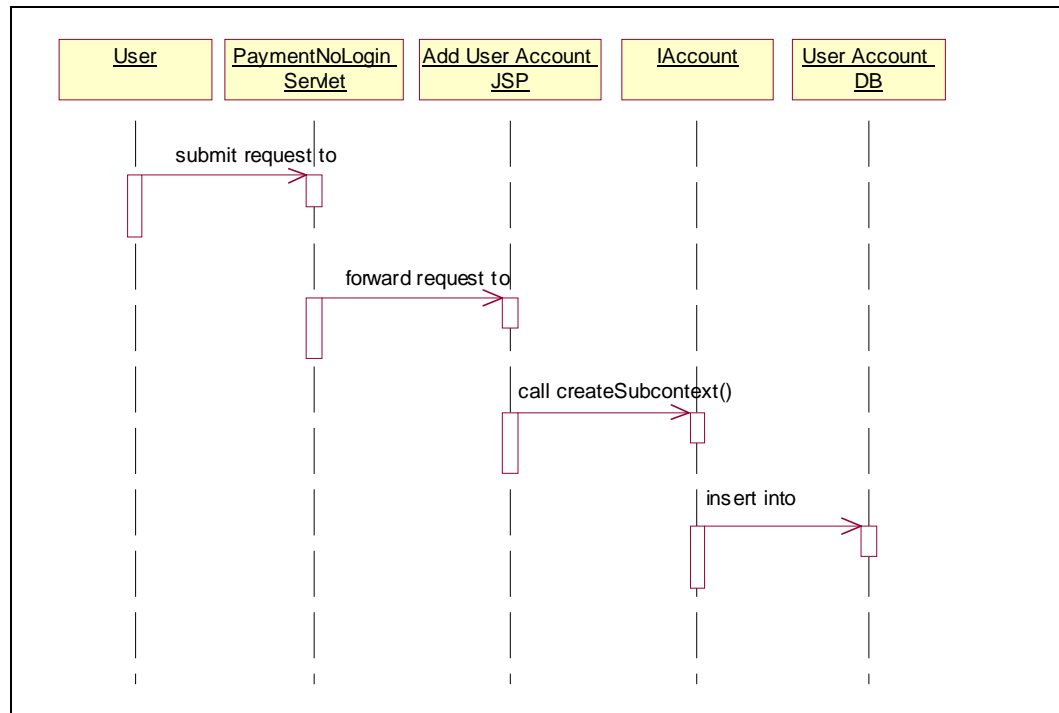 User
PaymentNoLogin
Servlet
Add User Account
JSP
IAccount
User Account
DB
submit request to
forward request to
call createSubcontext()
insert into